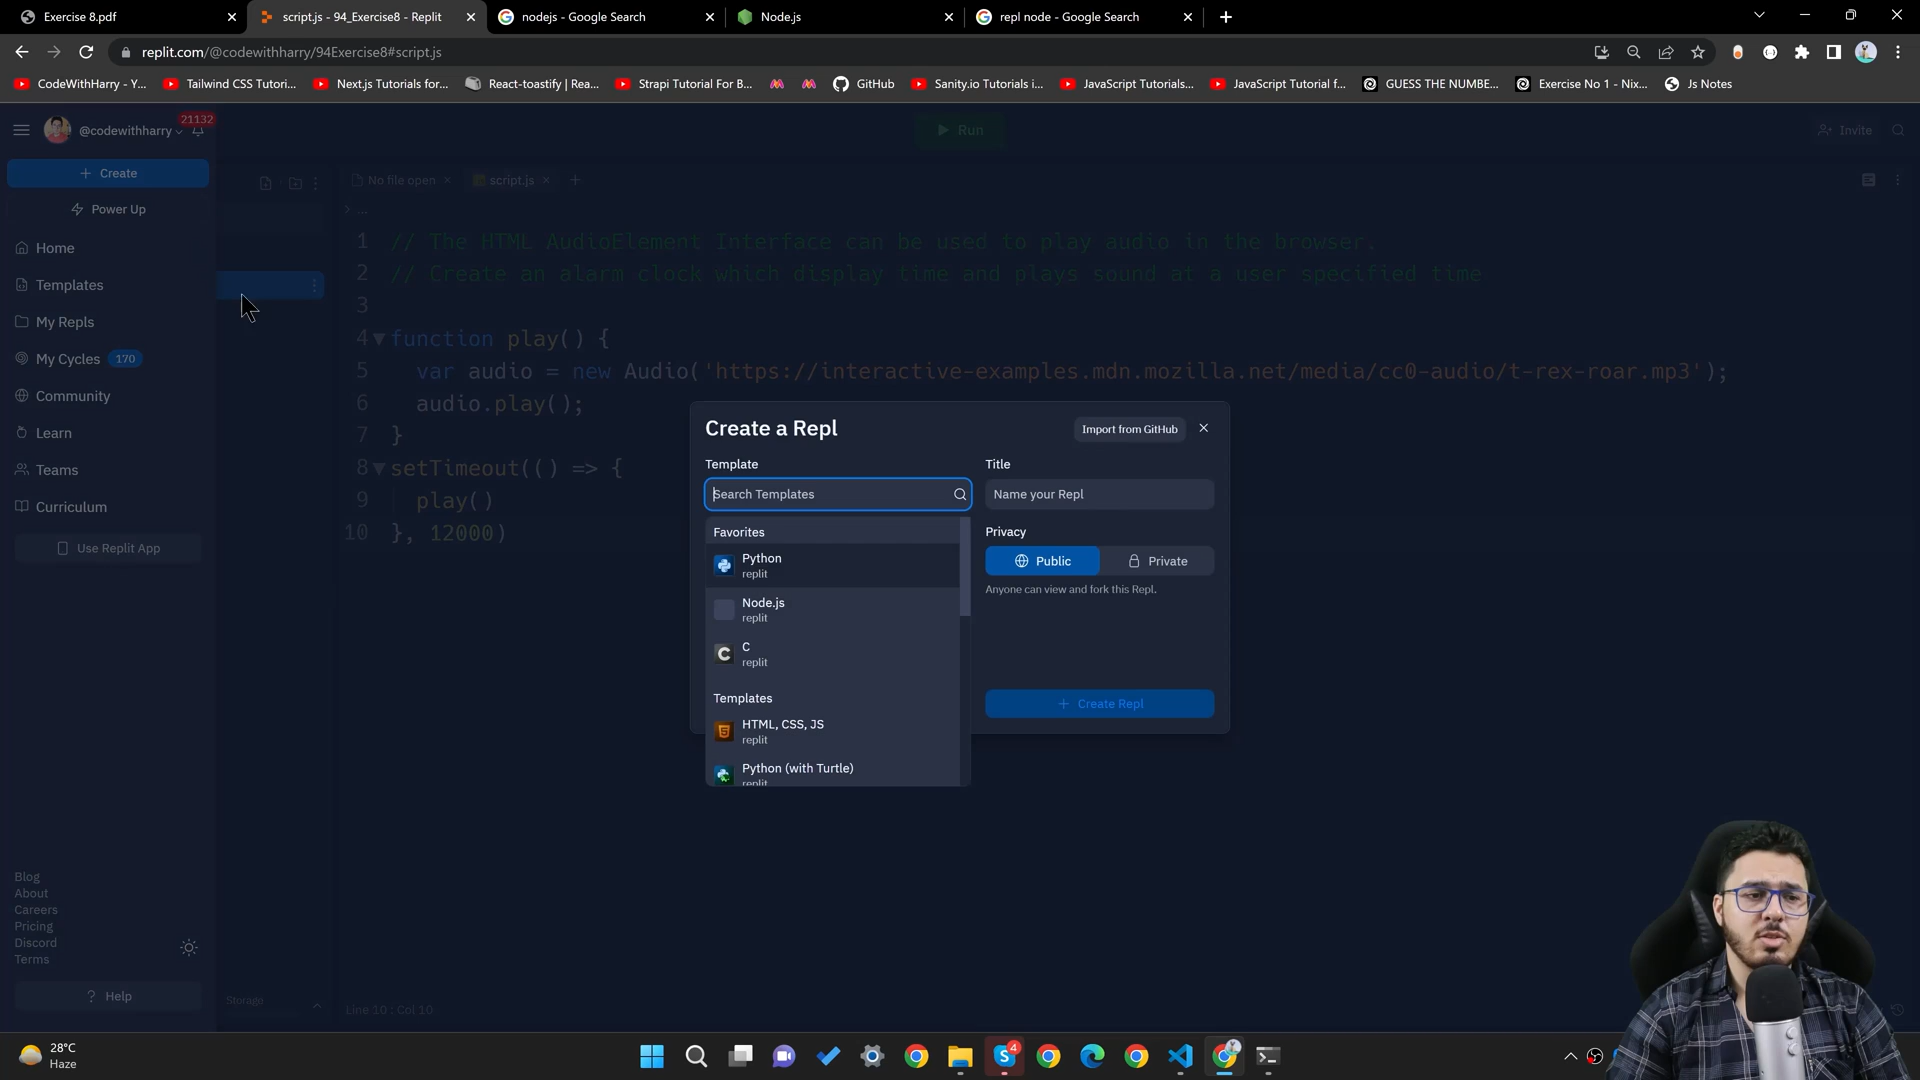 Exercise 8.pdf
script.js - 94_Exercise8 - Replit
nodejs - Google Search
Node.js
repl node - Google Search
replit.com/@codewithharry/94Exercise8#script.js
CodeWithHarry - Y...
Tailwind CSS Tutori...
Next.js Tutorials for...
React-toastify | Rea...
Strapi Tutorial For B...
GitHub
Sanity.io Tutorials i...
JavaScript Tutorials...
JavaScript Tutorial f...
GUESS THE NUMBE...
Exercise No 1 - Nix...
Js Notes
@codewithharry
21132
Run
Invite
Create
No file open
script.js
Power Up
...
Home
Templates
My Repls
My Cycles 170
Community
Learn
Teams
Curriculum
Use Replit App
1 // The HTML AudioElement Interface can be used to play audio in the browser.
2 // Create an alarm clock which display time and plays sound at a user specified time
3
4 function play() {
5 var audio = new Audio('https://interactive-examples.mdn.mozilla.net/media/cc0-audio/t-rex-roar.mp3');
6 audio.play();
7 }
8 setTimeout(() => {
9 play()
10 }, 12000)
Create a Repl
Import from GitHub
Template
Search Templates
Favorites
Python
replit
Node.js
replit
C
replit
Templates
HTML, CSS, JS
replit
Python (with Turtle)
replit
Title
Name your Repl
Privacy
Public
Private
Anyone can view and fork this Repl.
+ Create Repl
Blog
About
Careers
Pricing
Discord
Terms
? Help
Storage
Line 10 : Col 10
28°C
Haze
4